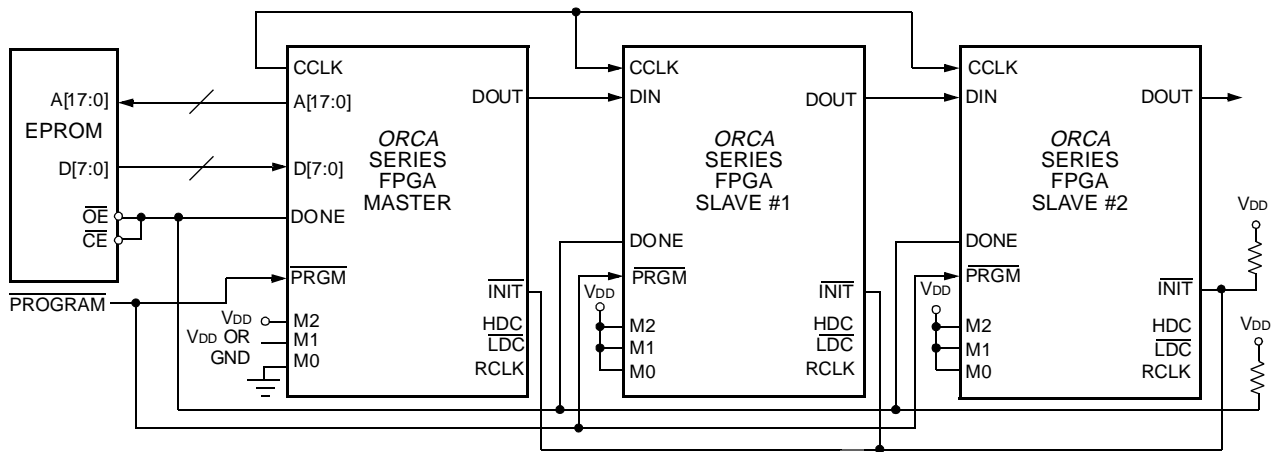 EPROM
A[17:0]
D[7:0]
OE
CE
PROGRAM
CCLK
A[17:0]
D[7:0]
DONE
PRGM
M2
M1
M0
VDD
VDD OR
GND
DOUT
ORCA
SERIES
FPGA
MASTER
INIT
HDC
LDC
RCLK
CCLK
DIN
DOUT
ORCA
SERIES
FPGA
SLAVE #1
DONE
PRGM
VDD
M2
M1
M0
INIT
HDC
LDC
RCLK
CCLK
DIN
DOUT
ORCA
SERIES
FPGA
SLAVE #2
DONE
PRGM
VDD
M2
M1
M0
INIT
HDC
LDC
RCLK
VDD
VDD